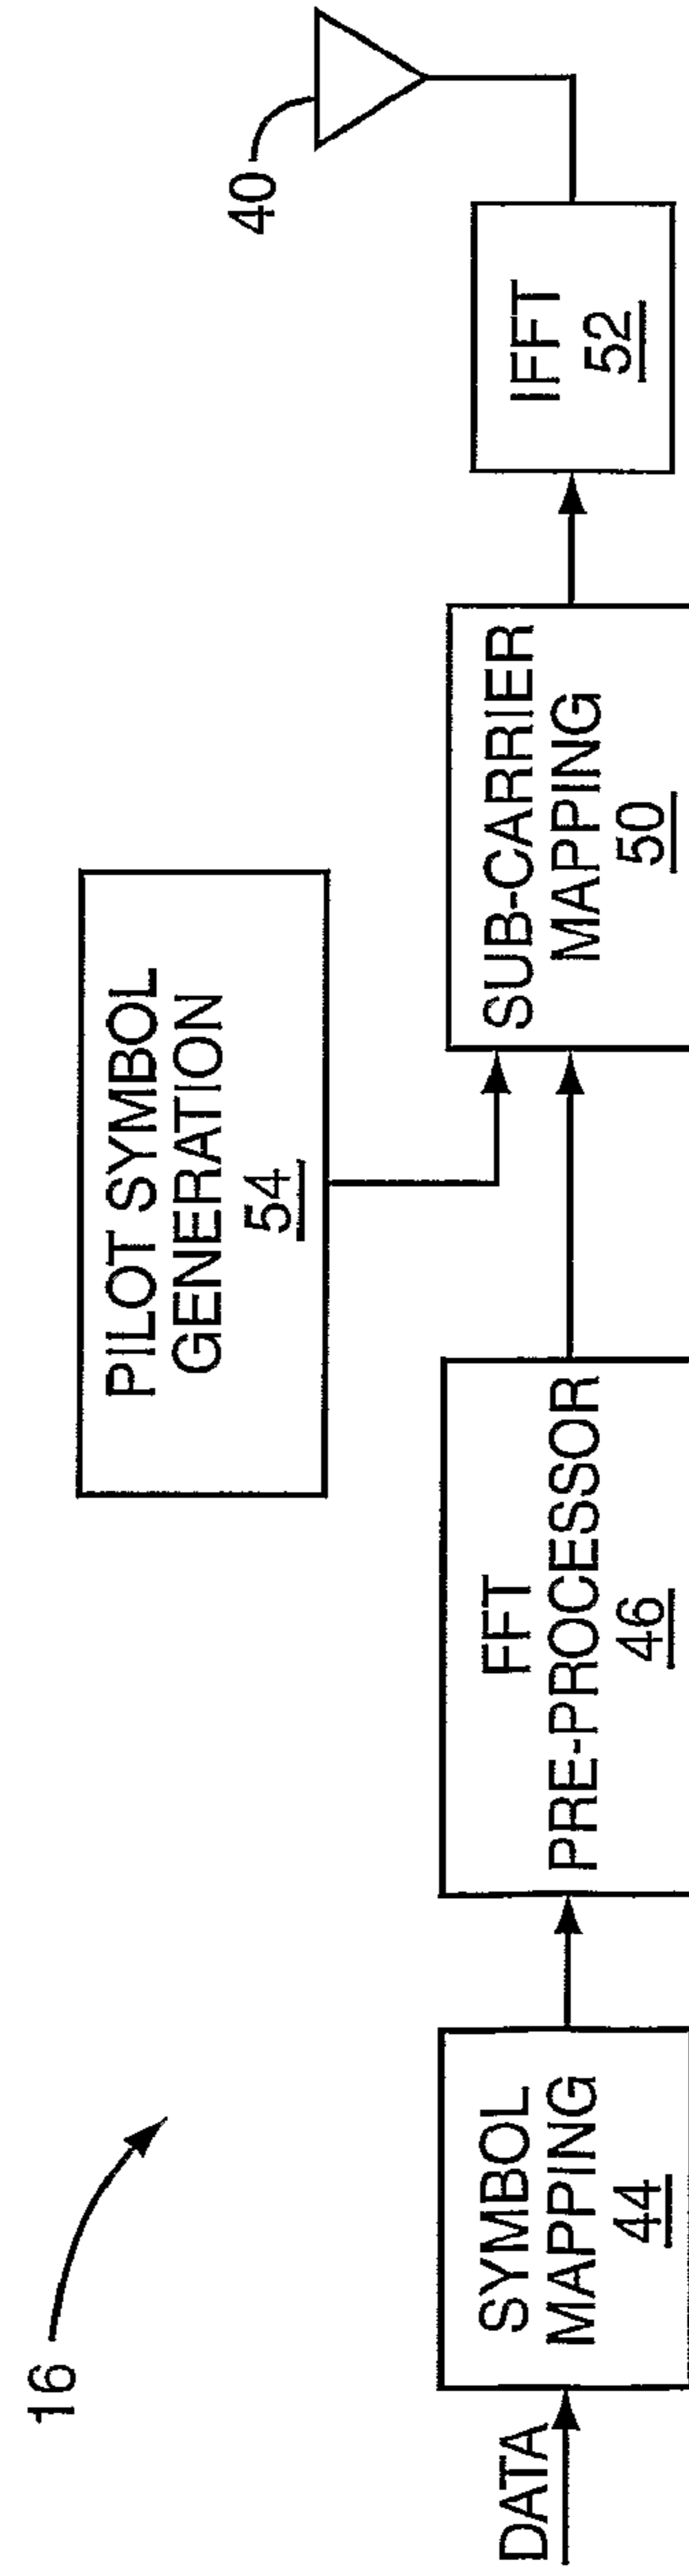 16
40
PILOT SYMBOL
GENERATION
54
DATA
SYMBOL
MAPPING
44
FFT
PRE-PROCESSOR
46
SUB-CARRIER
MAPPING
50
IFFT
52